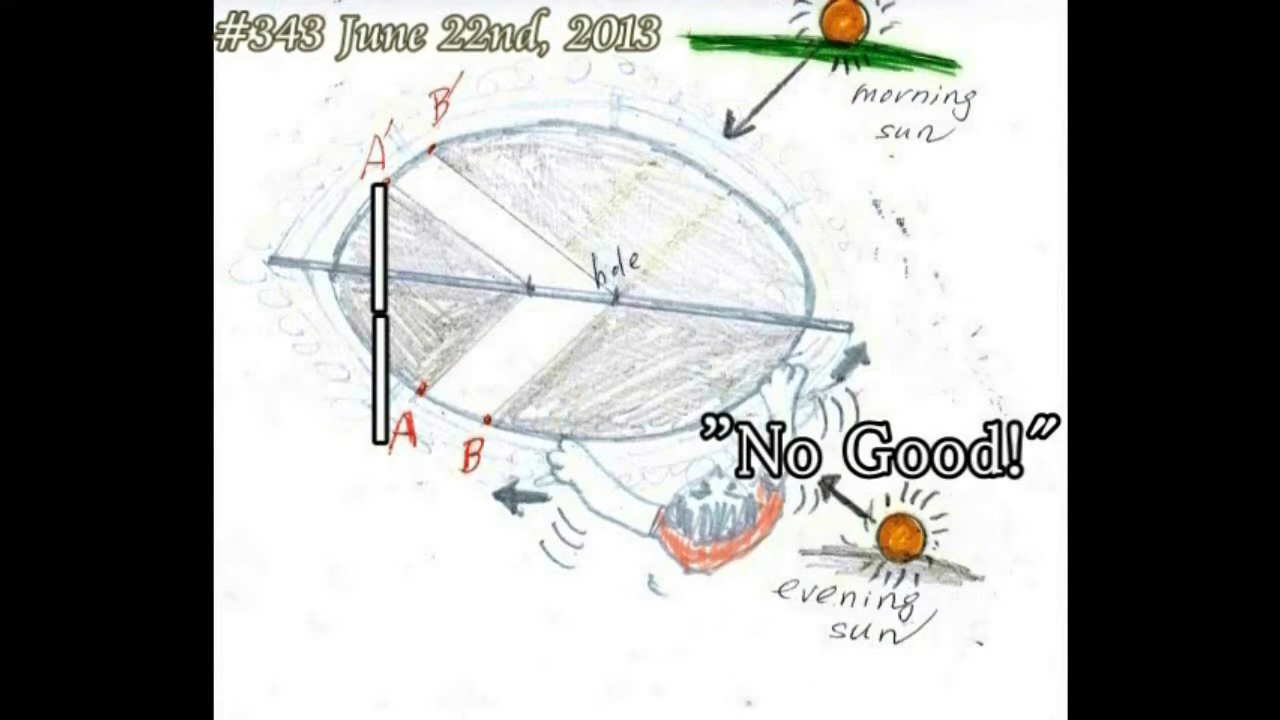 #343 June 22nd, 2013
morning
sun
B'
A'
hole
A
B
"No Good!"
evening
sun